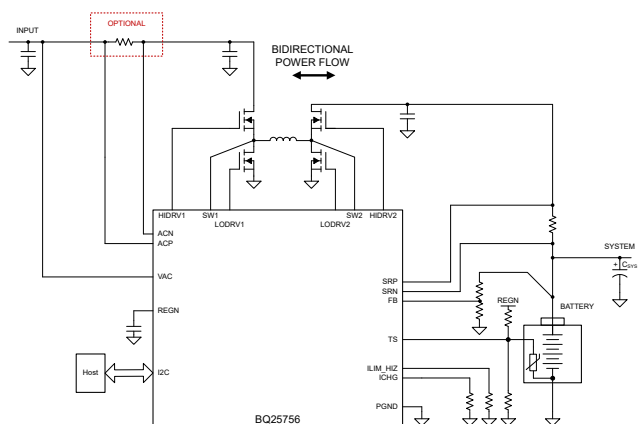 INPUT
OPTIONAL
BIDIRECTIONAL
POWER FLOW
HIDRV1
SW1
LODRV1
LODRV2
SW2
HIDRV2
ACN
ACP
VAC
REGN
Host
I2C
SRP
SRN
FB
TS
ILIM_HIZ
ICHG
PGND
BQ25756
REGN
SYSTEM
+ CSYS
BATTERY